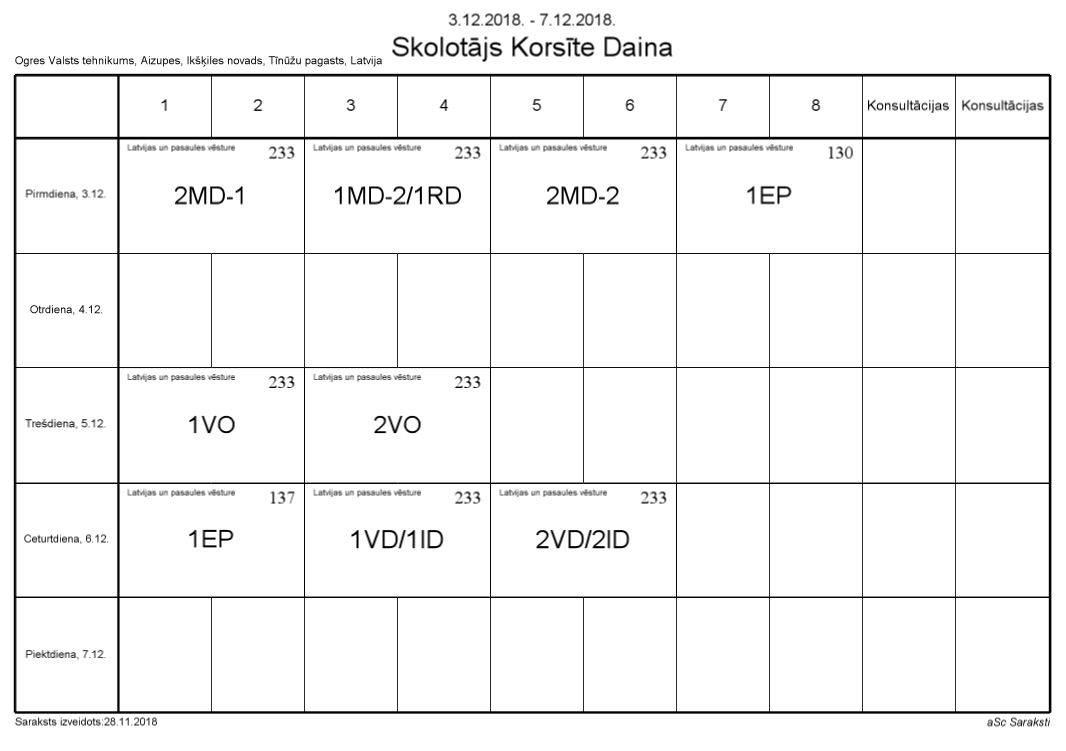 3.12.2018. - 7.12.2018.
Skolotājs Korsīte Daina
Ogres Valsts tehnikums, Aizupes, Ikšķiles novads, Tīnūžu pagasts, Latvija
1 2 3 4 5 6 7 8 Konsultācijas Konsultācijas
Latvijas un pasaules vēsture 233 Latvijas un pasaules vēsture 233 Latvijas un pasaules vēsture 233 Latvijas un pasaules vēsture 130
Pirmdiena, 3.12. 2MD-1 1MD-2/1RD 2MD-2 1EP
Otrdiena, 4.12.
Latvijas un pasaules vēsture 233 Latvijas un pasaules vēsture 233
Trešdiena, 5.12. 1VO 2VO
Latvijas un pasaules vēsture 137 Latvijas un pasaules vēsture 233 Latvijas un pasaules vēsture 233
Ceturtdiena, 6.12. 1EP 1VD/1ID 2VD/2ID
Piektdiena, 7.12.
Saraksts izveidots:28.11.2018 aSc Saraksti